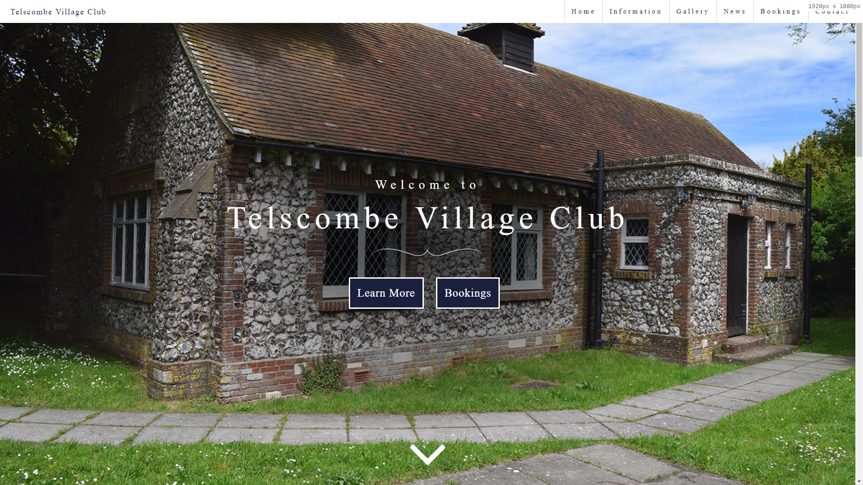 Telscombe Village Club
Home
Information
Gallery
News
Bookings
Contact
1920px × 1080px
Welcome to
Telscombe Village Club
Learn More
Bookings